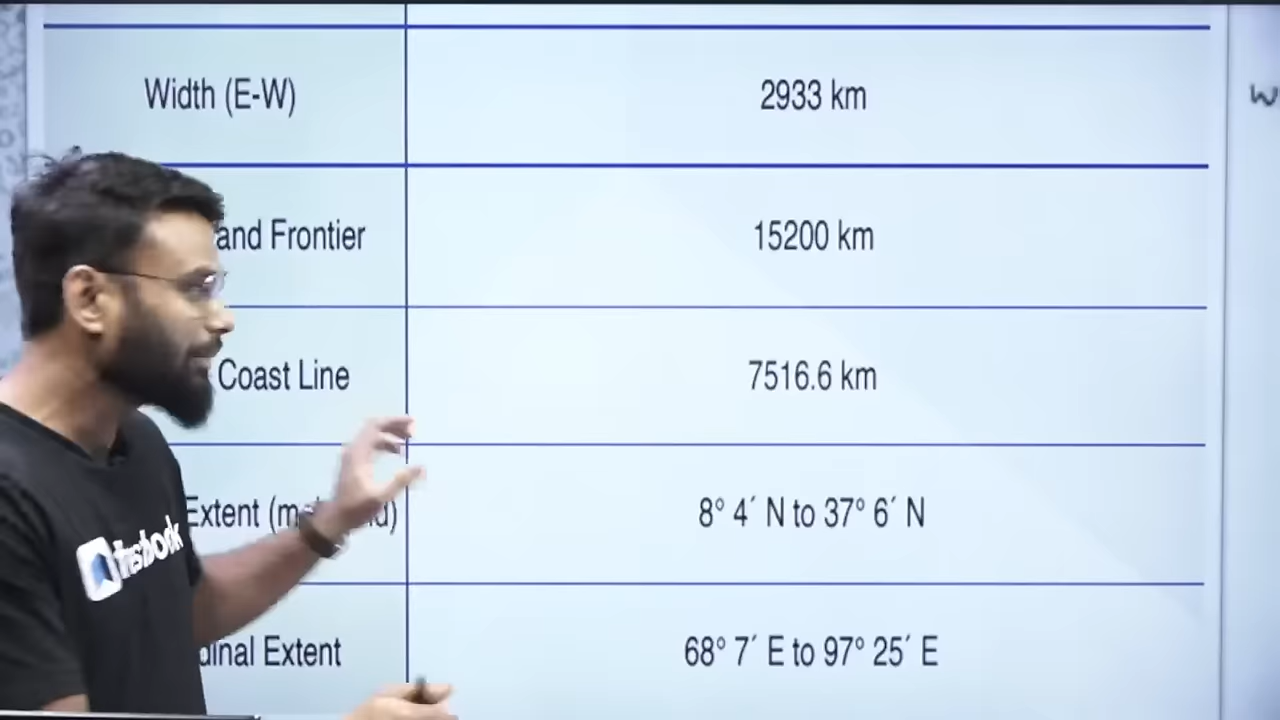 Width (E-W) 2933 km
and Frontier 15200 km
Coast Line 7516.6 km
Extent 8° 4´ N to 37° 6´ N
Extent 68° 7´ E to 97° 25´ E
testbook